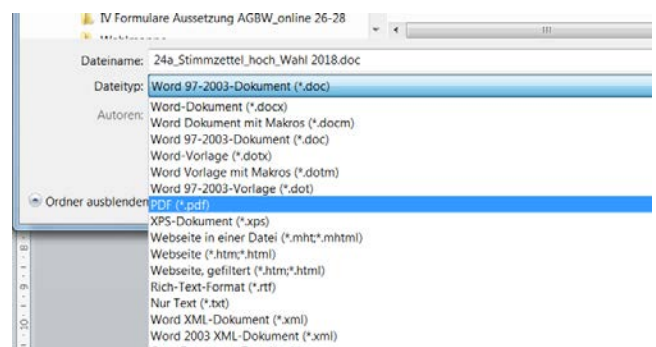 IV Formulare Aussetzung AGBW_online 26-28
Dateiname: 24a_Stimmzettel_hoch_Wahl 2018.doc
Dateityp: Word 97-2003-Dokument (*.doc)
Autoren:
Word-Dokument (*.docx)
Word Dokument mit Makros (*.docm)
Word 97-2003-Dokument (*.doc)
Word-Vorlage (*.dotx)
Word Vorlage mit Makros (*.dotm)
Word 97-2003-Vorlage (*.dot)
Ordner ausblenden
PDF (*.pdf)
XPS-Dokument (*.xps)
Webseite in einer Datei (*.mht;*.mhtml)
Webseite (*.htm;*.html)
Webseite, gefiltert (*.htm;*.html)
Rich-Text-Format (*.rtf)
Nur Text (*.txt)
Word XML-Dokument (*.xml)
Word 2003 XML-Dokument (*.xml)
8
9
10